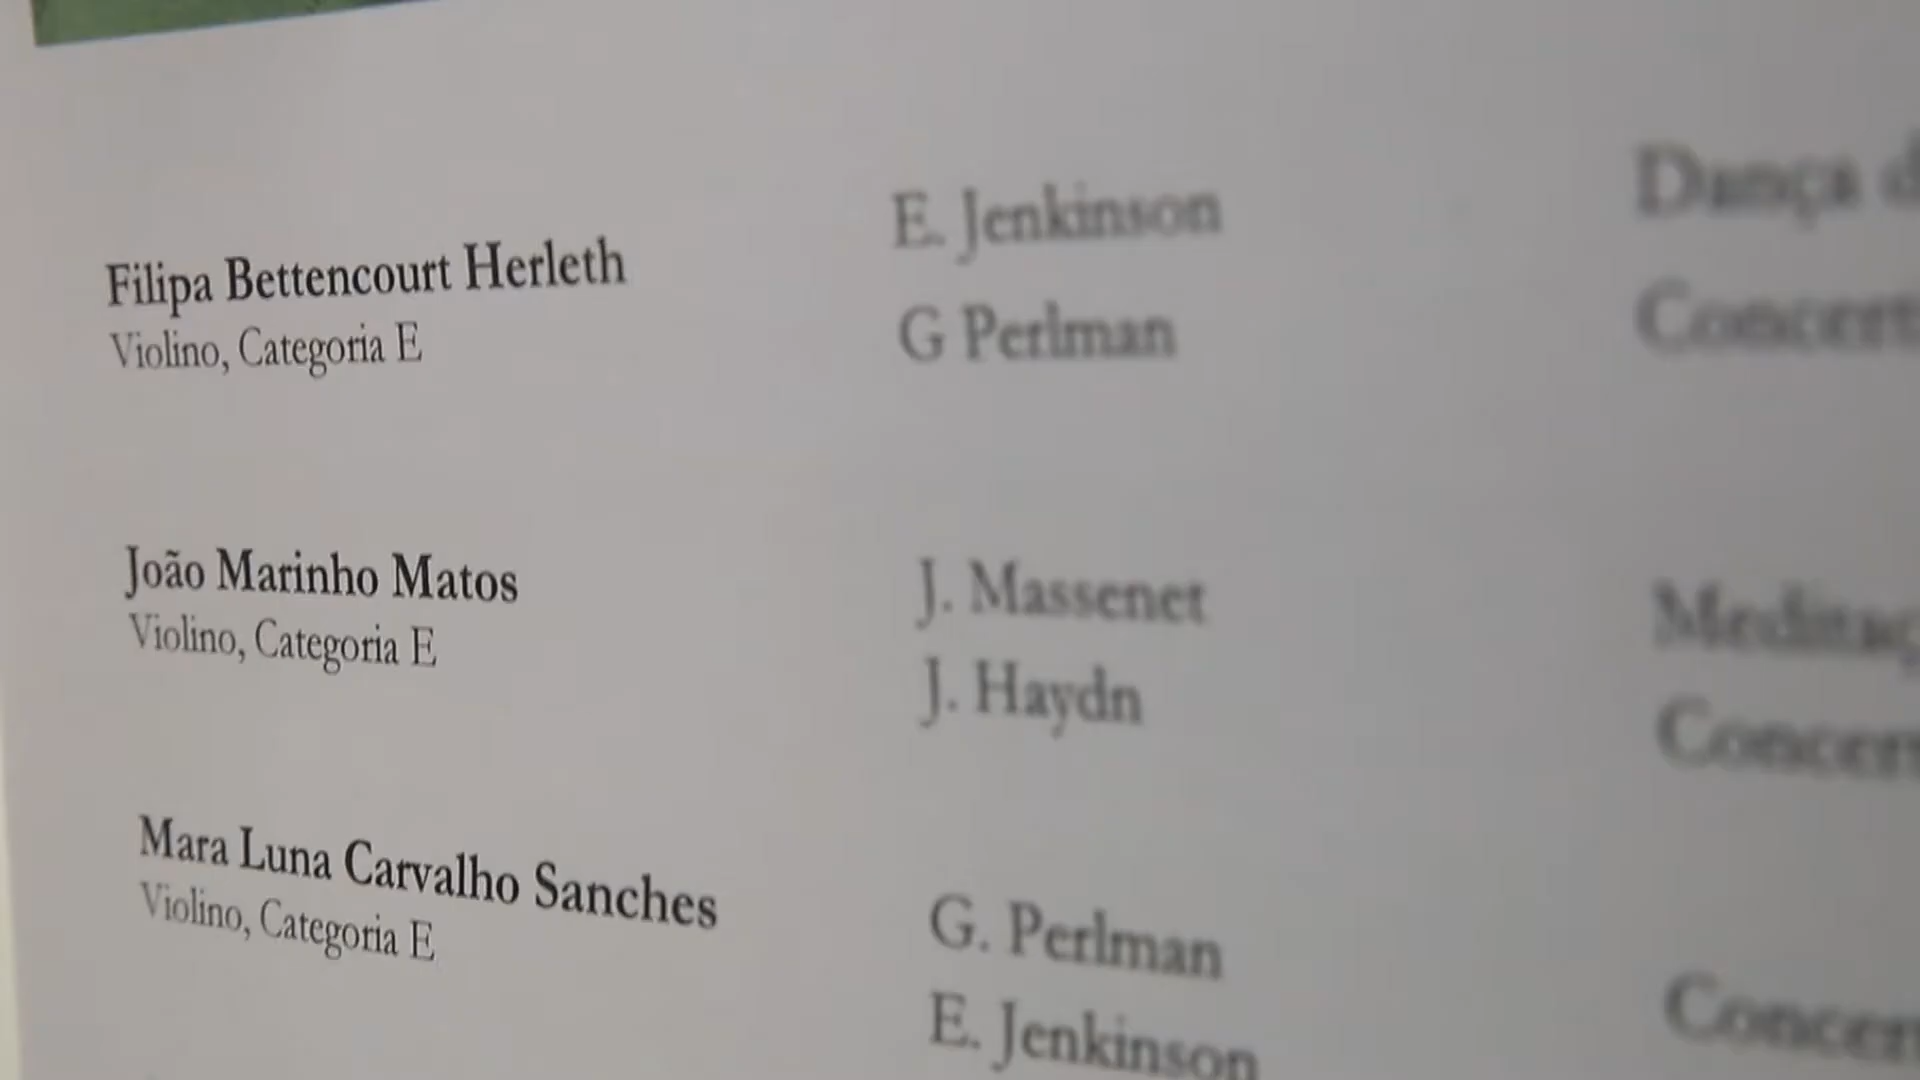 Filipa Bettencourt Herleth
Violino, Categoria E
E. Jenkinson
G Perlman
Dança
João Marinho Matos
Violino, Categoria E
J. Massenet
J. Haydn
Mara Luna Carvalho Sanches
Violino, Categoria E
G. Perlman
E. Jenkinson